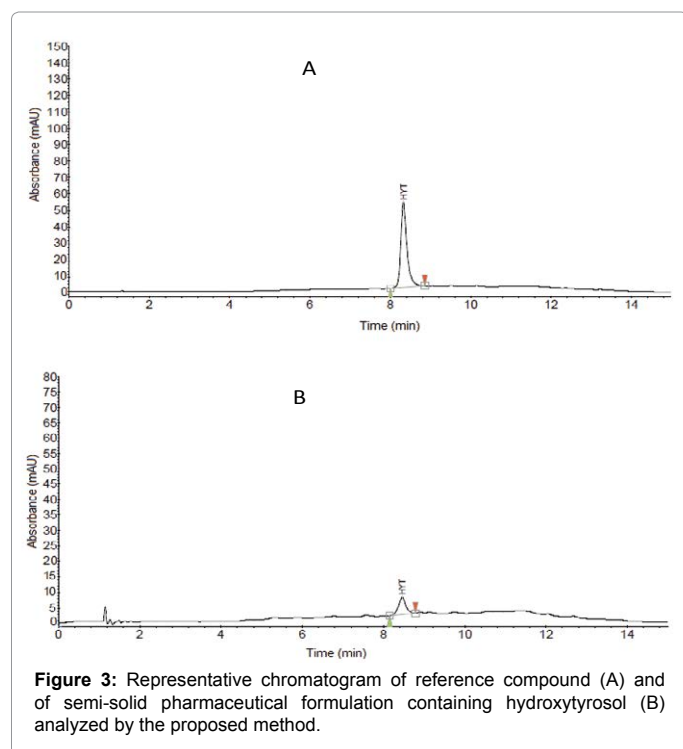 A
Absorbance (mAU)
150
140
130
120
110
100
90
80
70
60
50
40
30
20
10
0
HYT
0 2 4 6 8 10 12 14
Time (min)
B
Absorbance (mAU)
80
75
70
65
60
55
50
45
40
35
30
25
20
15
10
5
0
HYT
0 2 4 6 8 10 12 14
Time (min)
Figure 3: Representative chromatogram of reference compound (A) and
of semi-solid pharmaceutical formulation containing hydroxytyrosol (B)
analyzed by the proposed method.